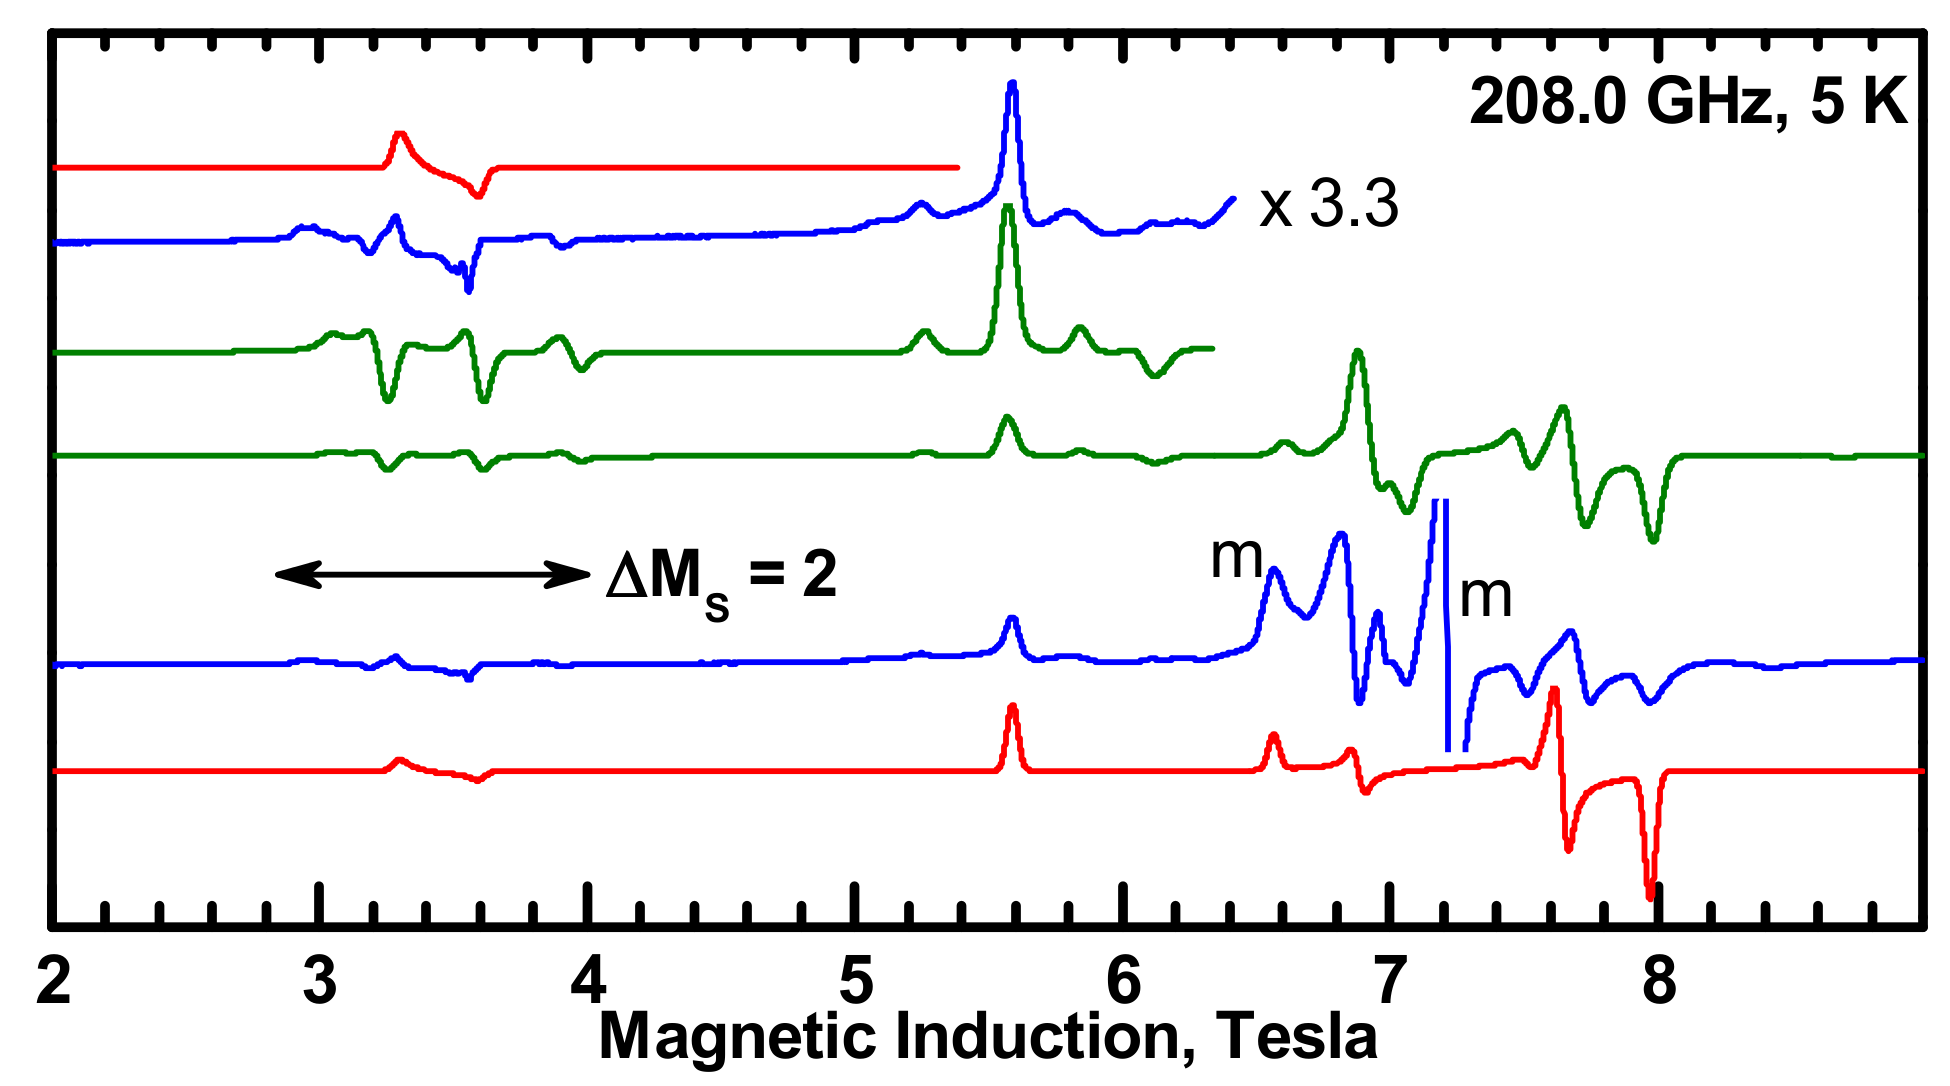 208.0 GHz, 5 K
x 3.3
m
ΔMS = 2
m
2 3 4 5 6 7 8
Magnetic Induction, Tesla